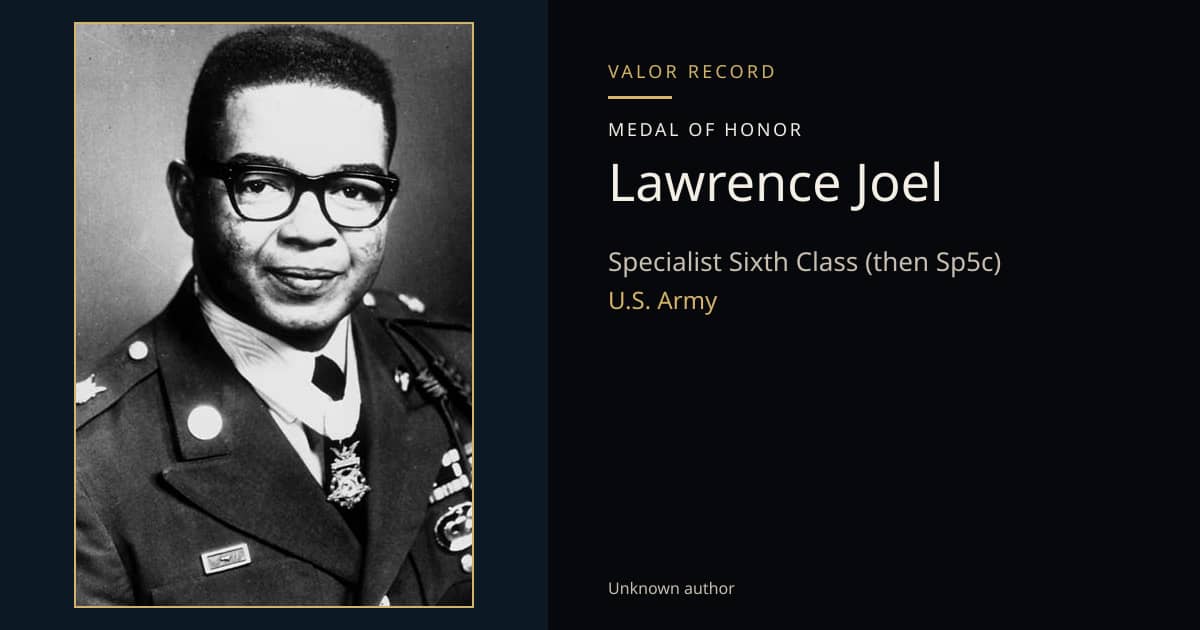 VALOR RECORD
MEDAL OF HONOR
Lawrence Joel
Specialist Sixth Class (then Sp5c)
U.S. Army
Unknown author